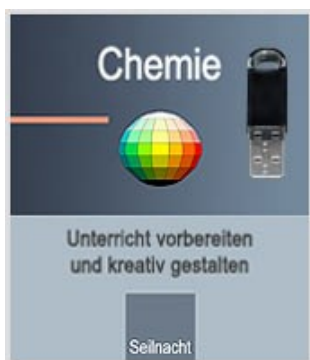 Chemie
Unterricht vorbereiten
und kreativ gestalten
Seilnacht